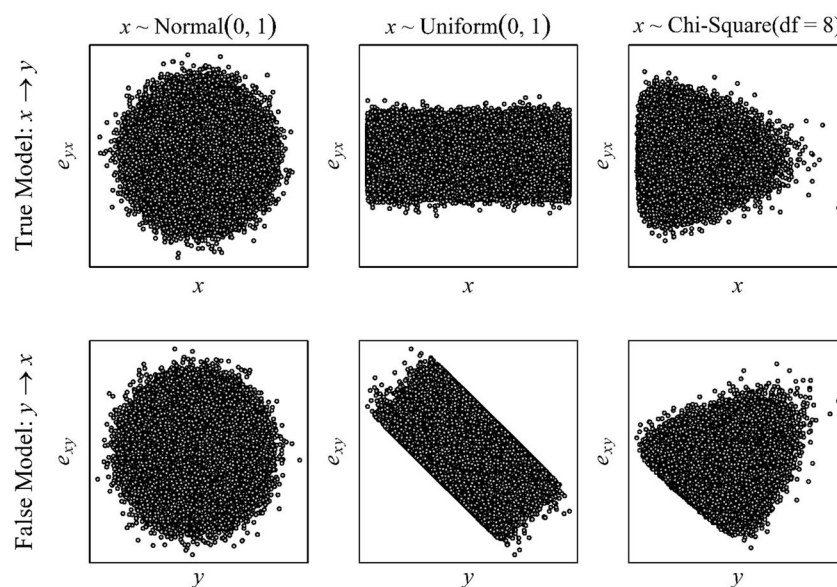 x ~ Normal(0, 1)
x ~ Uniform(0, 1)
x ~ Chi-Square(df = 8)
True Model: x → y
e_yx
x
e_yx
x
e_yx
x
False Model: y → x
e_xy
y
e_xy
y
e_xy
y